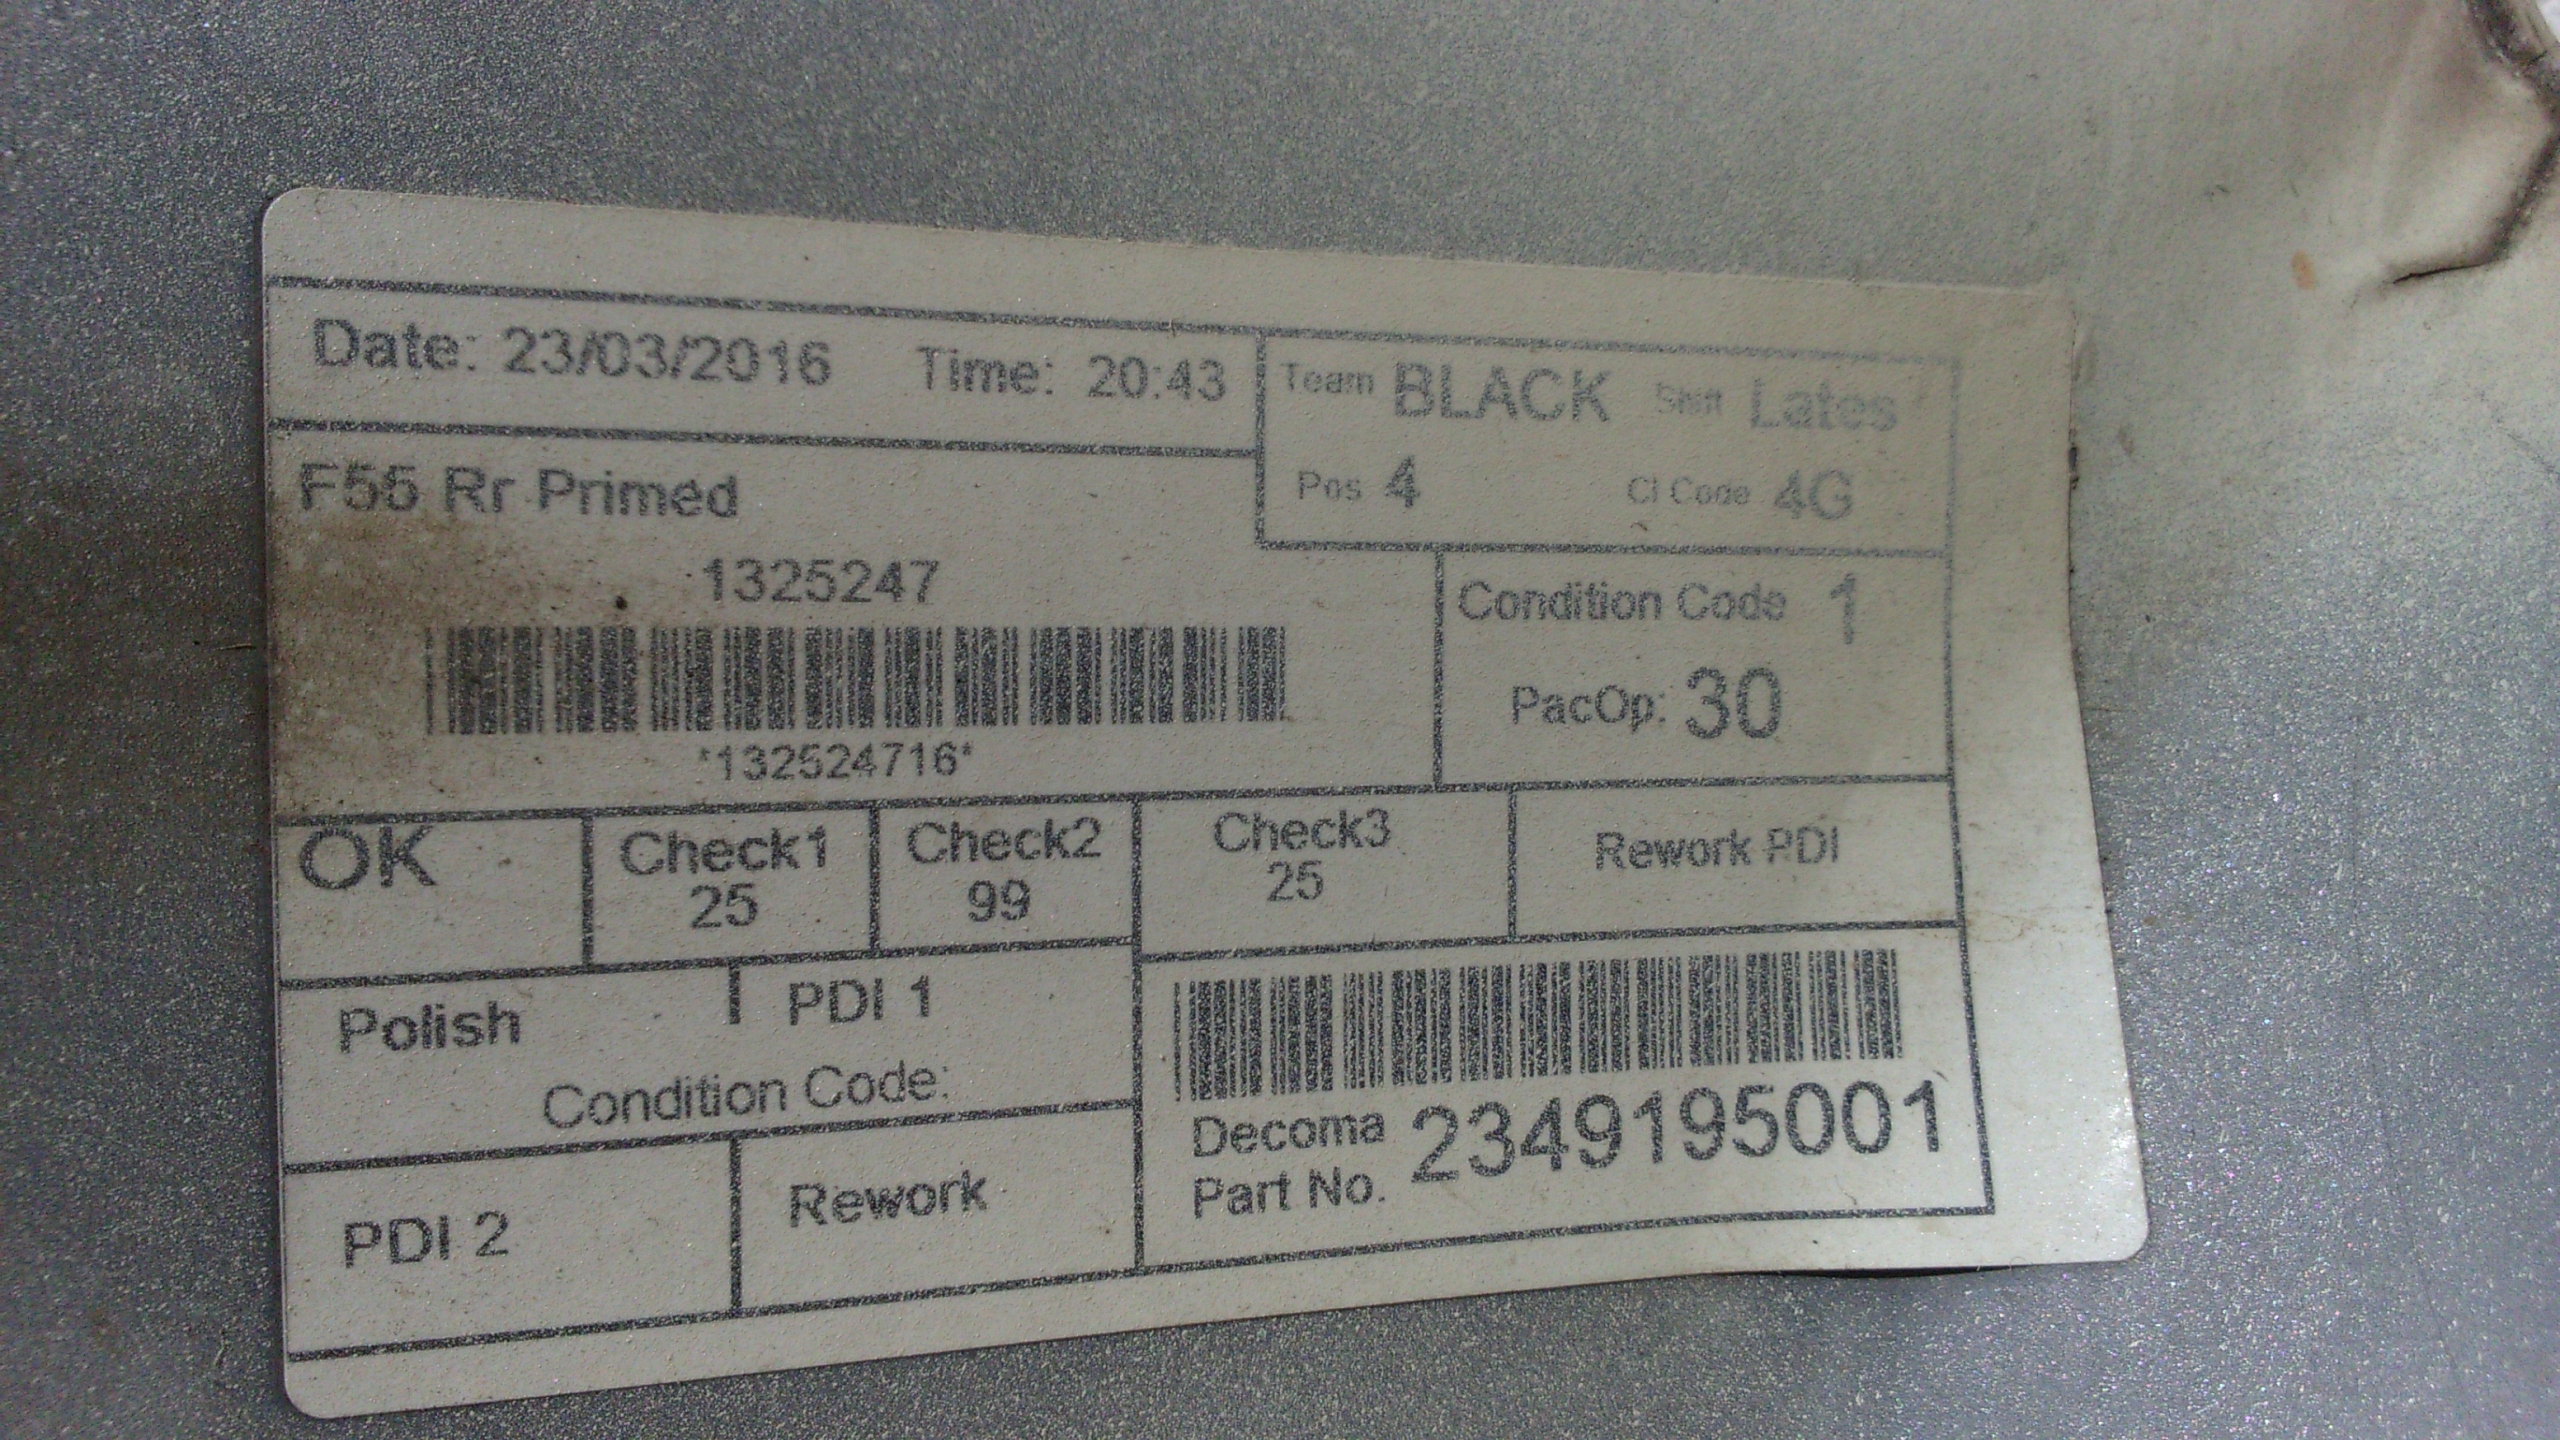 Date: 23/03/2016 Time: 20:43
Team BLACK Shift Lates
Pos 4 Cl Code 4G
F55 Rr Primed
1325247
*132524716*
Condition Code 1
PacOp: 30
OK
Check1
25
Check2
99
Check3
25
Rework PDI
Polish
PDI 1
Condition Code:
PDI 2
Rework
Decoma
Part No. 2349195001